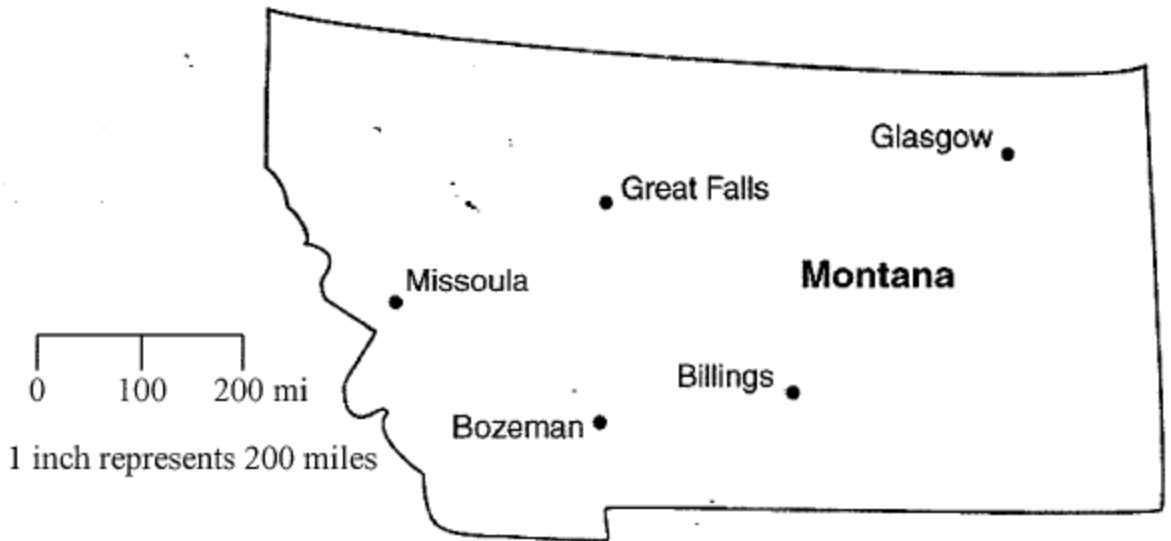 Glasgow
Great Falls
Montana
Missoula
Billings
0 100 200 mi
Bozeman
1 inch represents 200 miles